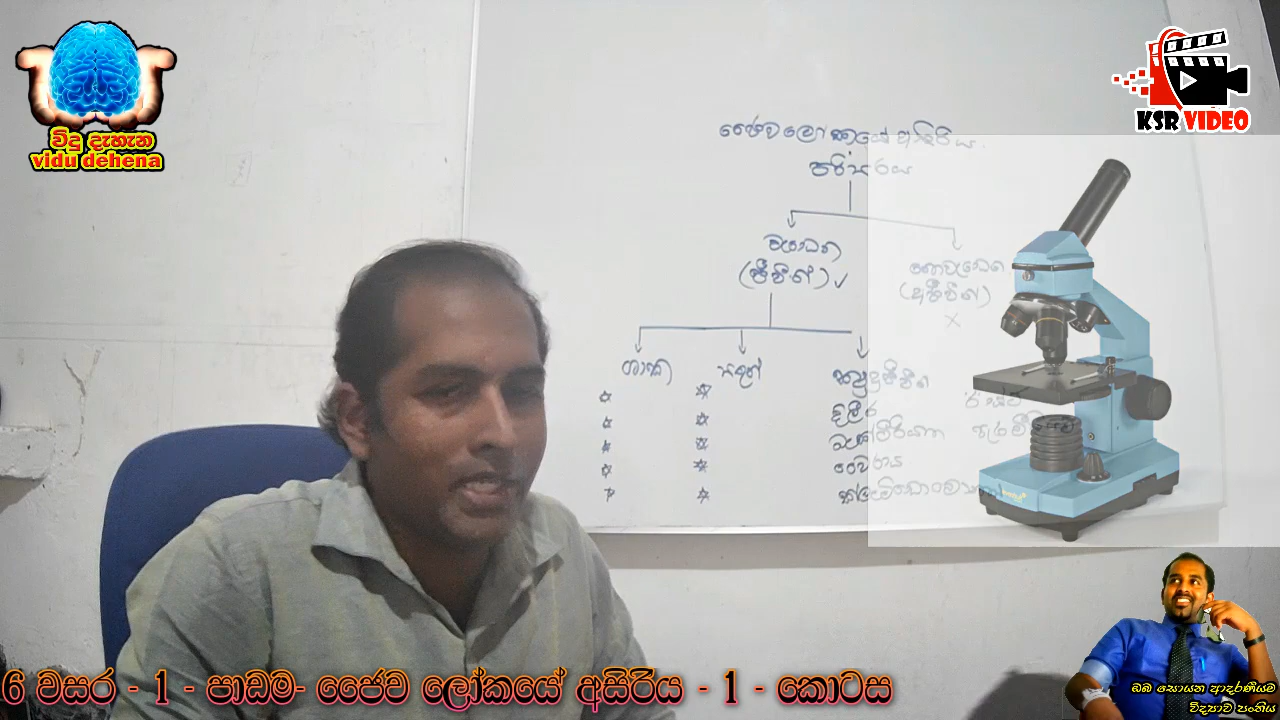 විදු දැහැන
vidu dehena
KSR VIDEO
ජෛව ලෝකයේ අසිරිය.
පරිසරය
(ජීවීන්) ✓
(අජීවීන්)
×
ශාක
සතුන්
ක්ෂුද්‍රජීවීන්
දිලීර
බැක්ටීරියාව
වෛරස්
6 වසර - 1 - පාඩම- ජෛව ලෝකයේ අසිරිය - 1 - කොටස
ඔබ සොයන ආදරණීයම
විද්‍යාව පංතිය